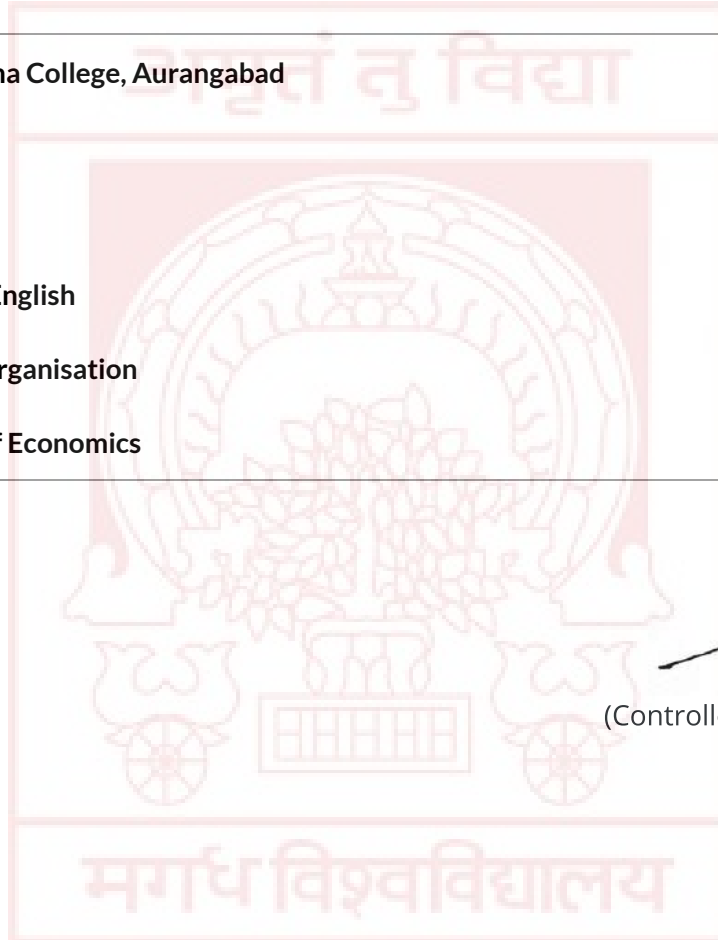 अमृतं तु विद्या
na College, Aurangabad
English
rganisation
f Economics
(Controll
मगध विश्वविद्यालय